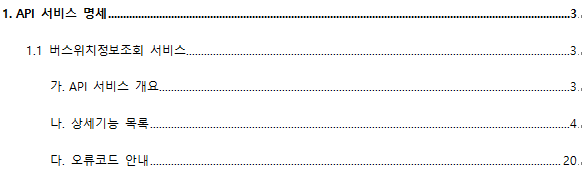 1. API 서비스 명세........................................................................3
1.1 버스위치정보조회 서비스........................................................................3
가. API 서비스 개요........................................................................3
나. 상세기능 목록........................................................................4
다. 오류코드 안내........................................................................20